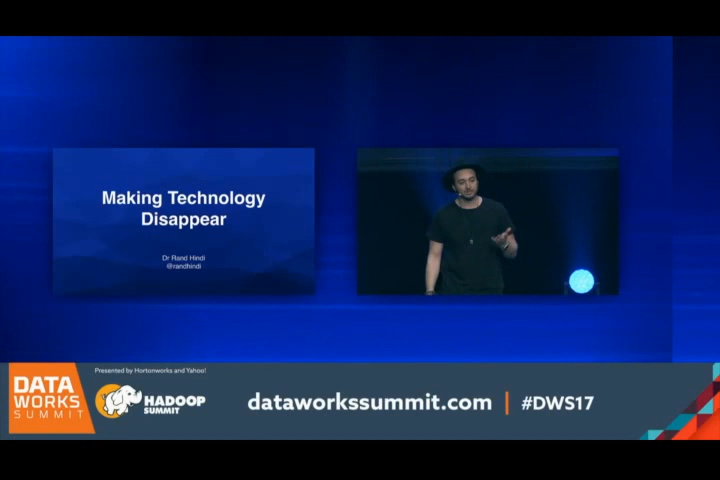 Making Technology
Disappear
Dr Rand Hindi
@randhindi
Presented by Hortonworks and Yahoo!
DATA
WORKS
SUMMIT
HADOOP
SUMMIT
dataworkssummit.com | #DWS17